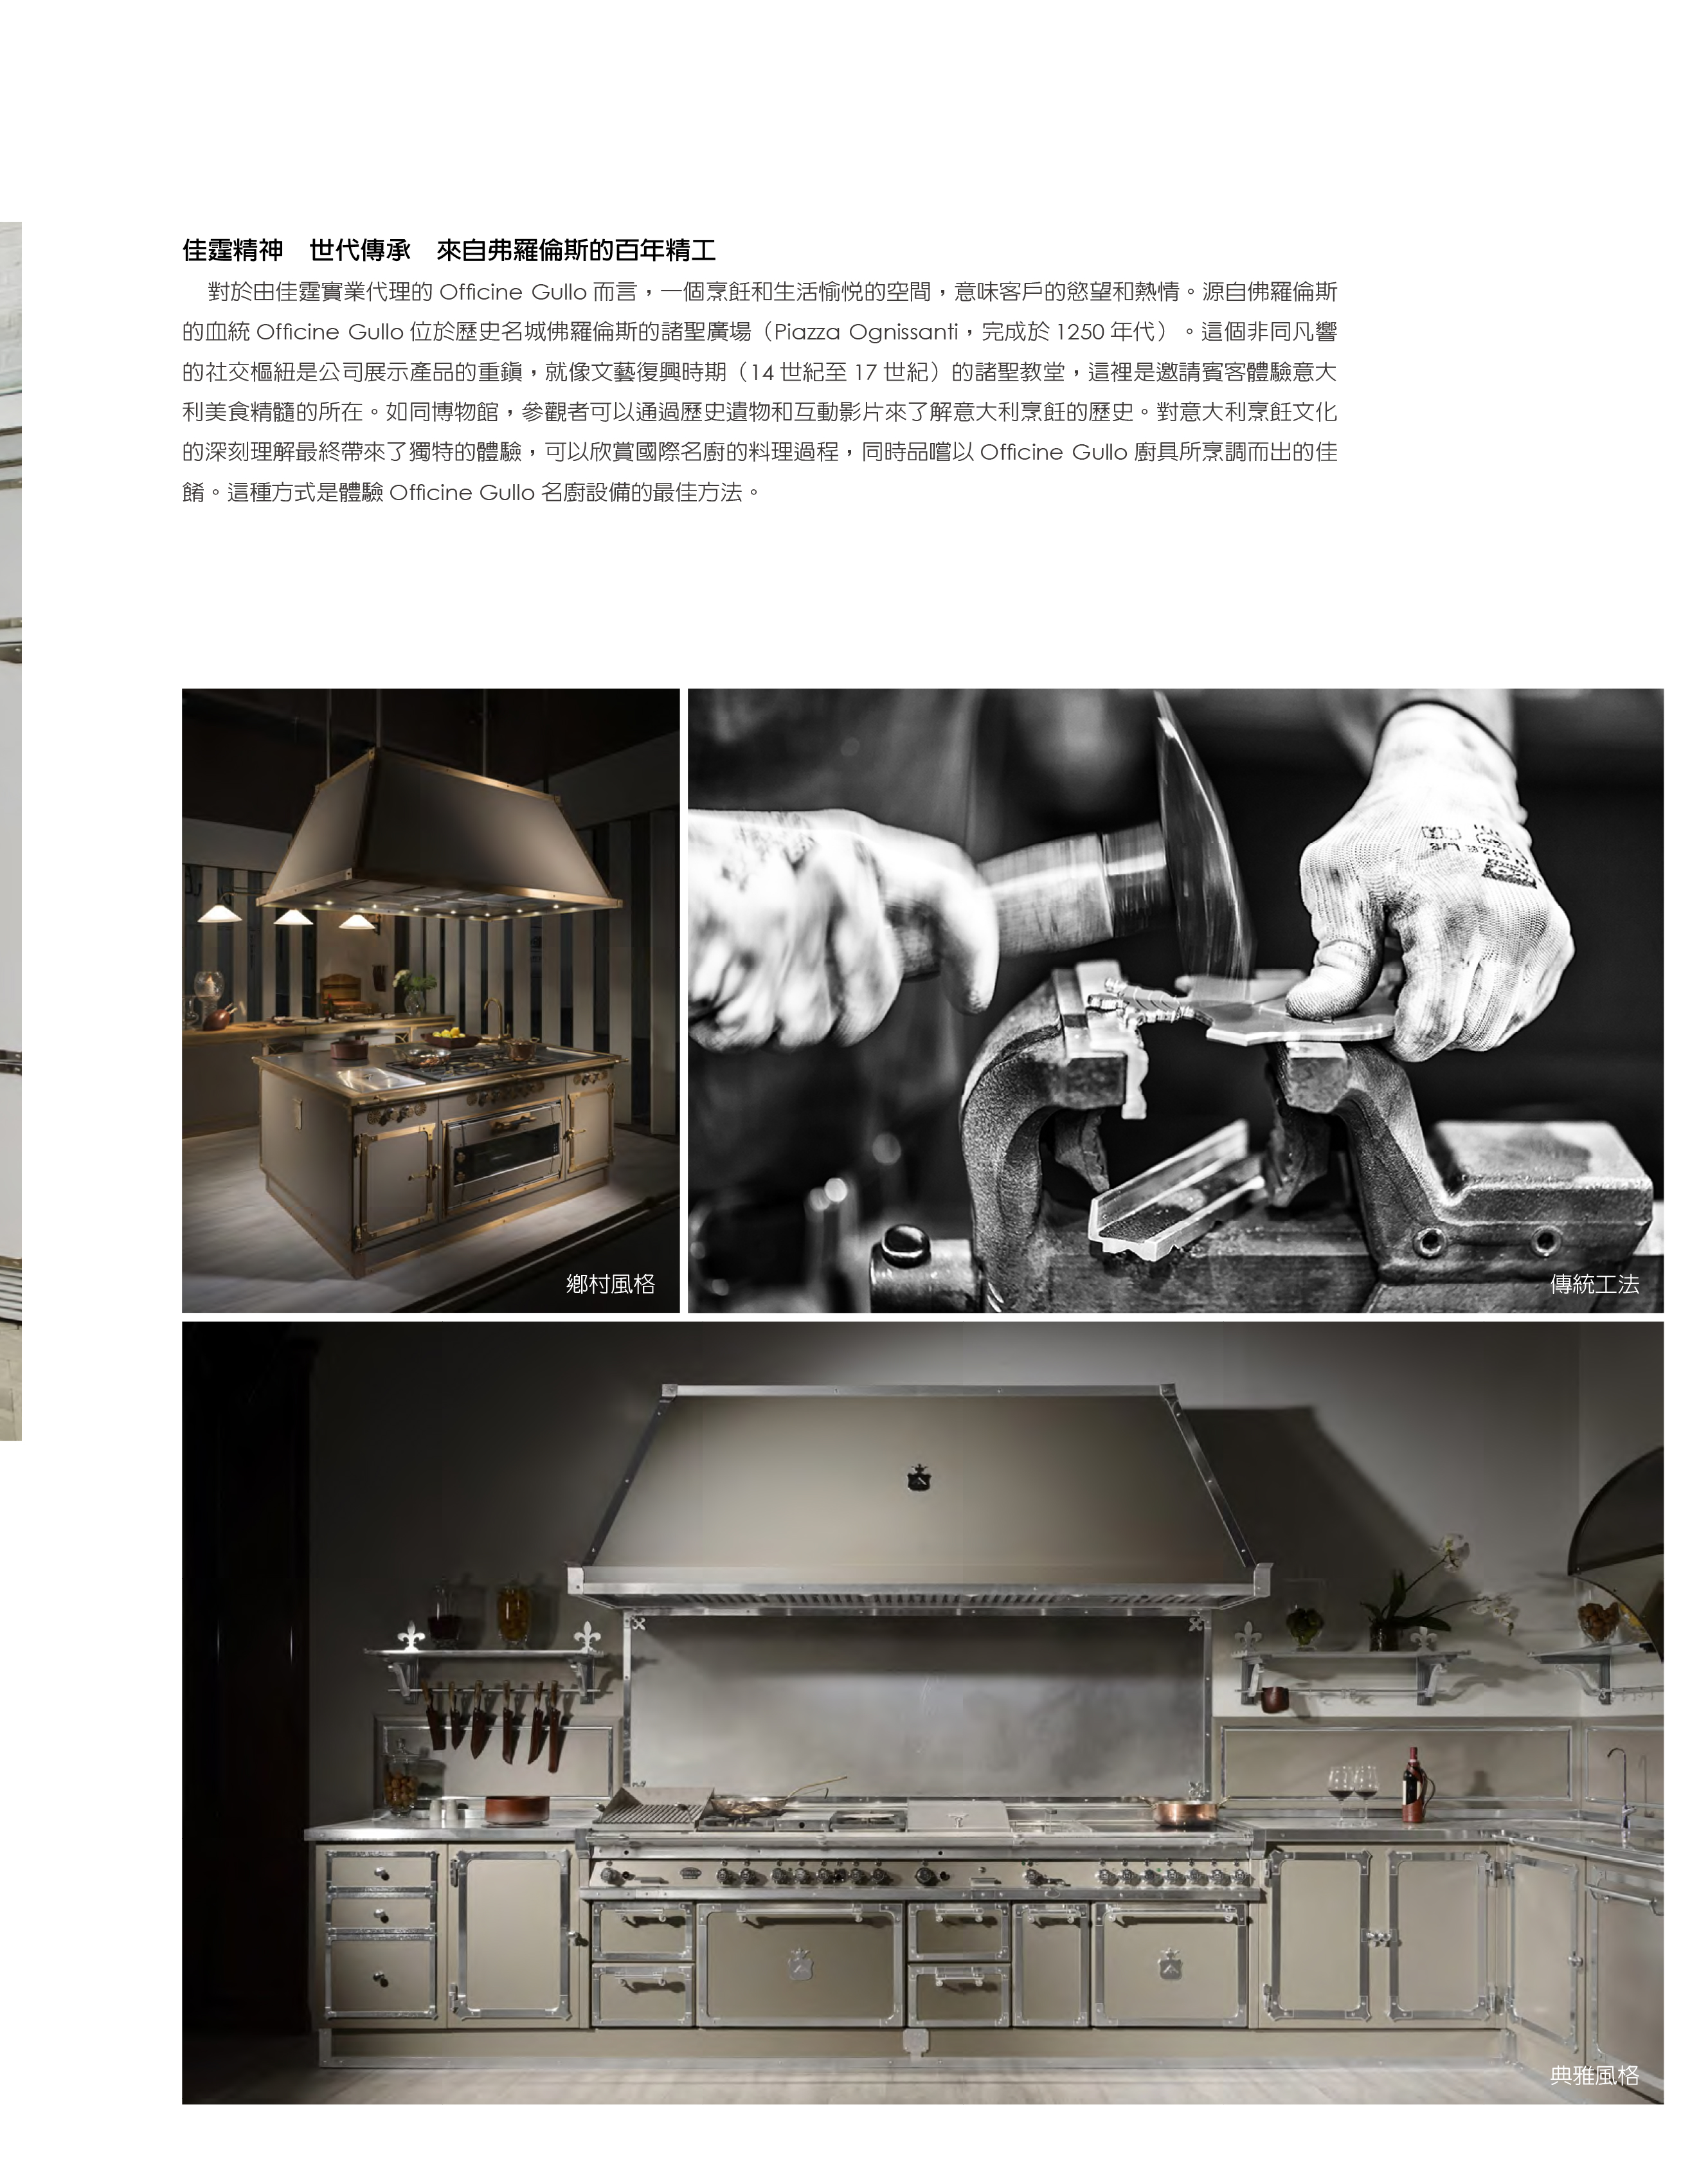 佳霆精神　世代傳承　來自弗羅倫斯的百年精工
對於由佳霆實業代理的 Officine Gullo 而言，一個烹飪和生活愉悅的空間，意味客戶的慾望和熱情。源自佛羅倫斯
的血統 Officine Gullo 位於歷史名城佛羅倫斯的諸聖廣場（Piazza Ognissanti，完成於 1250 年代）。這個非同凡響
的社交樞紐是公司展示產品的重鎮，就像文藝復興時期（14 世紀至 17 世紀）的諸聖教堂，這裡是邀請賓客體驗意大
利美食精髓的所在。如同博物館，參觀者可以通過歷史遺物和互動影片來了解意大利烹飪的歷史。對意大利烹飪文化
的深刻理解最終帶來了獨特的體驗，可以欣賞國際名廚的料理過程，同時品嚐以 Officine Gullo 廚具所烹調而出的佳
餚。這種方式是體驗 Officine Gullo 名廚設備的最佳方法。
鄉村風格
傳統工法
典雅風格